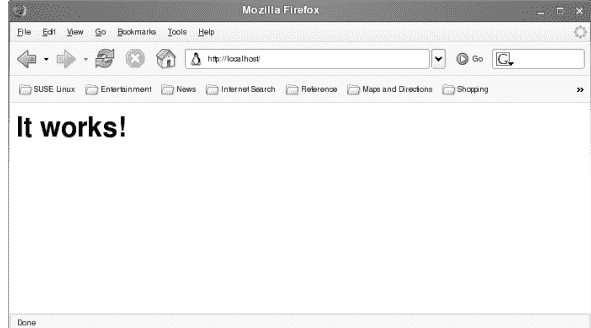 Mozilla Firefox
File Edit View Go Bookmarks Tools Help
http://localhost/ Go G
SUSE Linux Entertainment News Internet Search Reference Maps and Directions Shopping »
It works!
Done